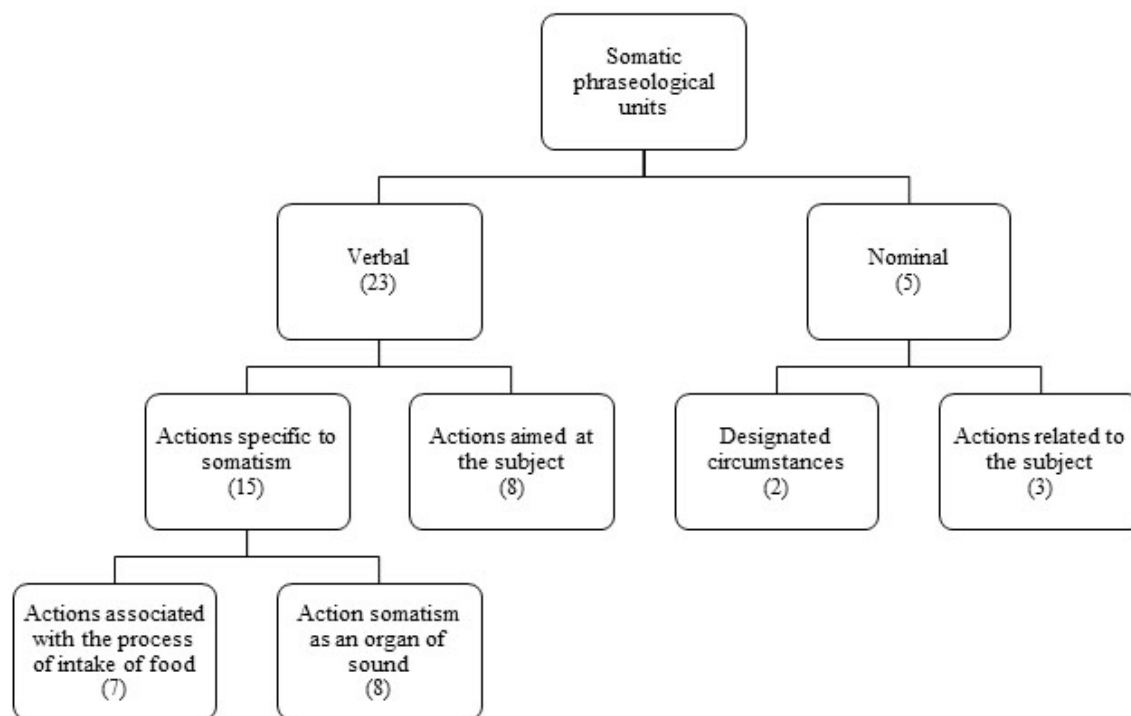 Somatic
phraseological
units
Verbal
(23)
Nominal
(5)
Actions specific to
somatism
(15)
Actions aimed at
the subject
(8)
Designated
circumstances
(2)
Actions related to
the subject
(3)
Actions associated
with the process
of intake of food
(7)
Action somatism
as an organ of
sound
(8)